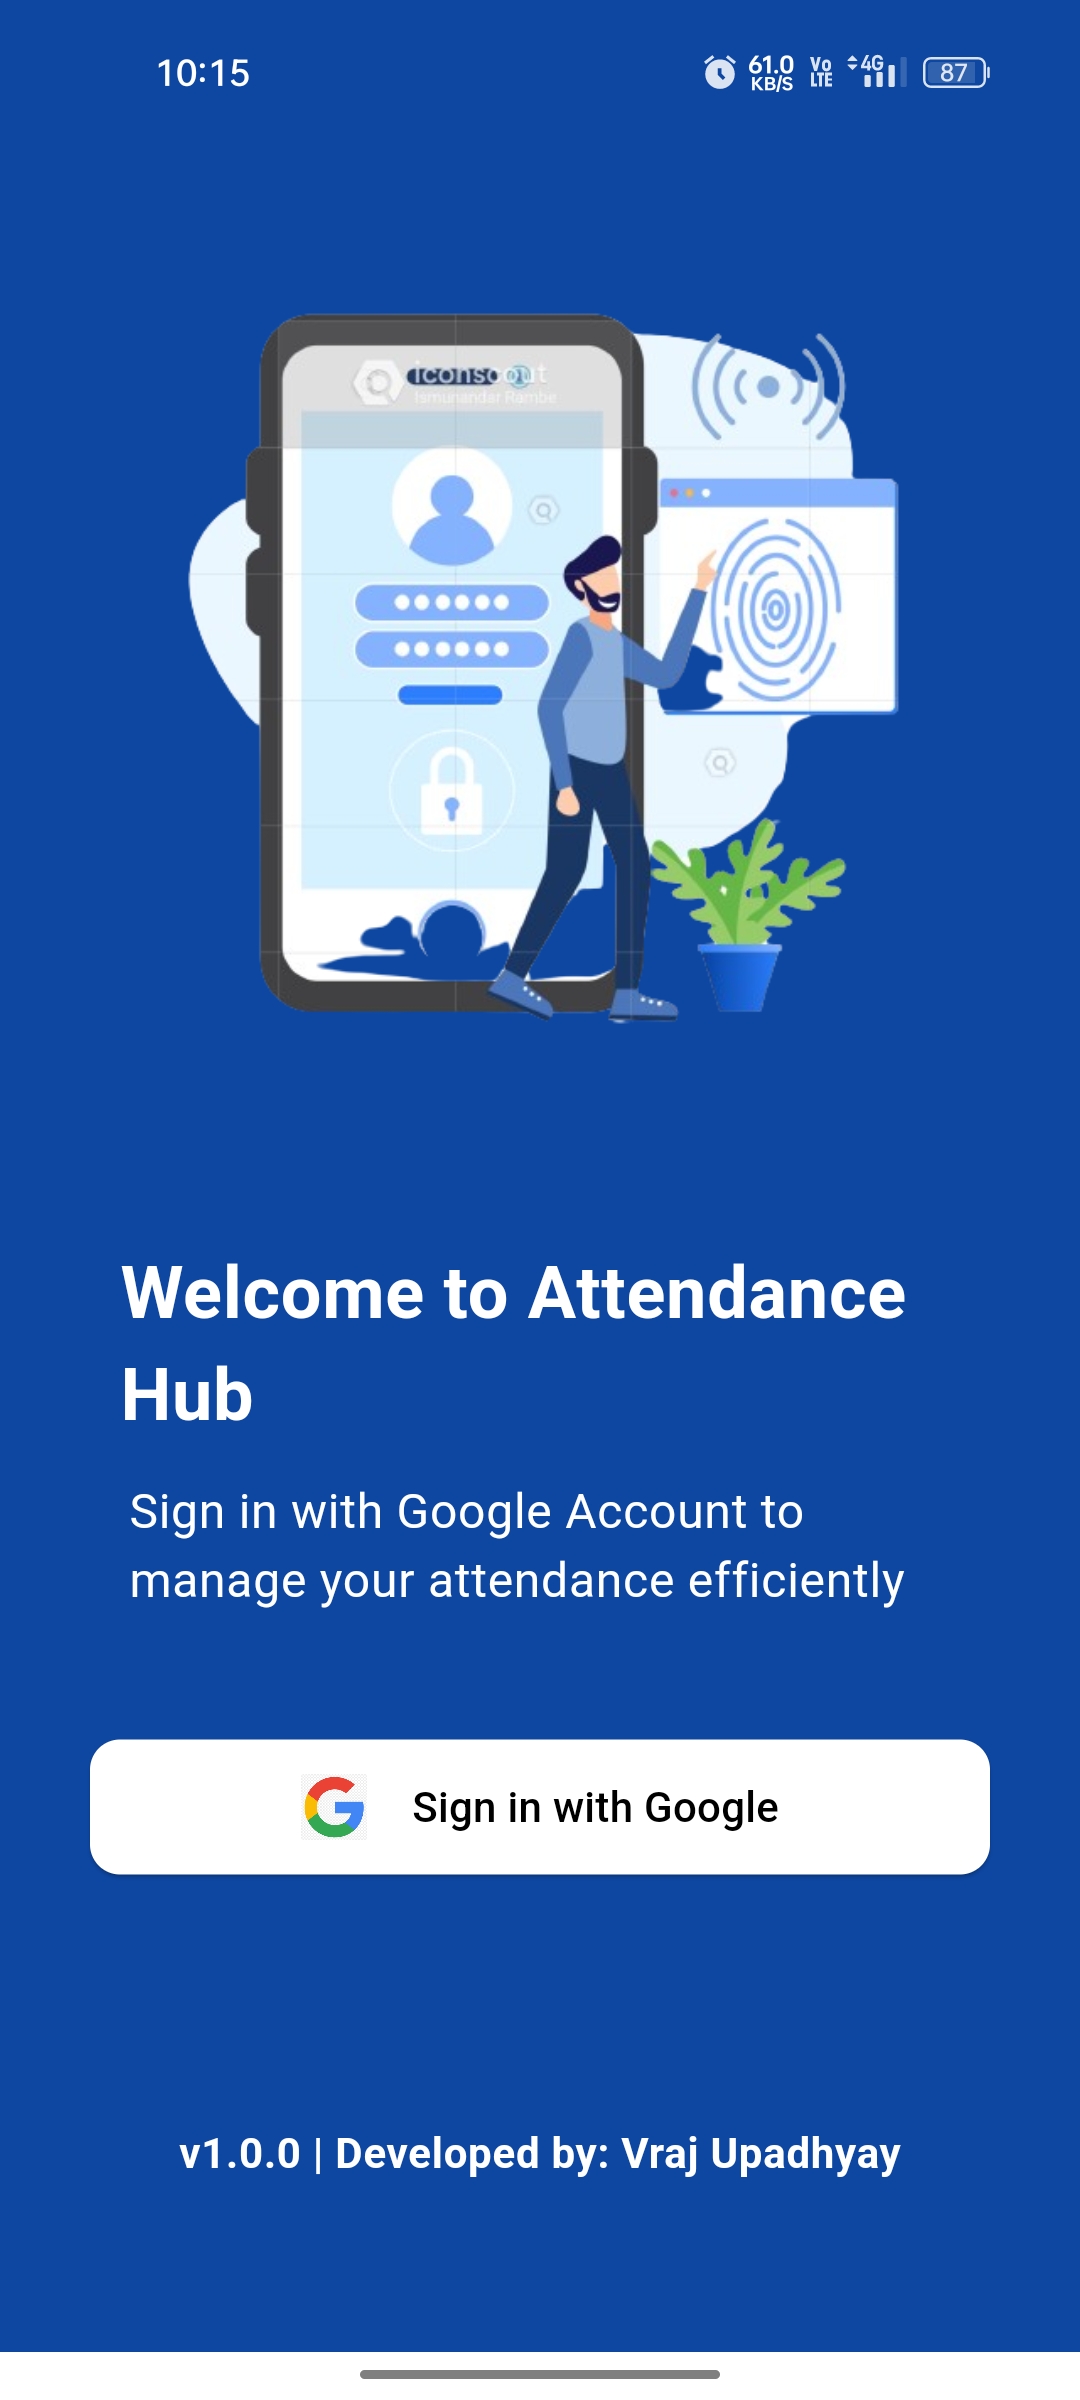 10:15
61.0 KB/S Vo LTE 4G 87
iconscout
Ismunandar Rambe
Welcome to Attendance
Hub
Sign in with Google Account to
manage your attendance efficiently
Sign in with Google
v1.0.0 | Developed by: Vraj Upadhyay